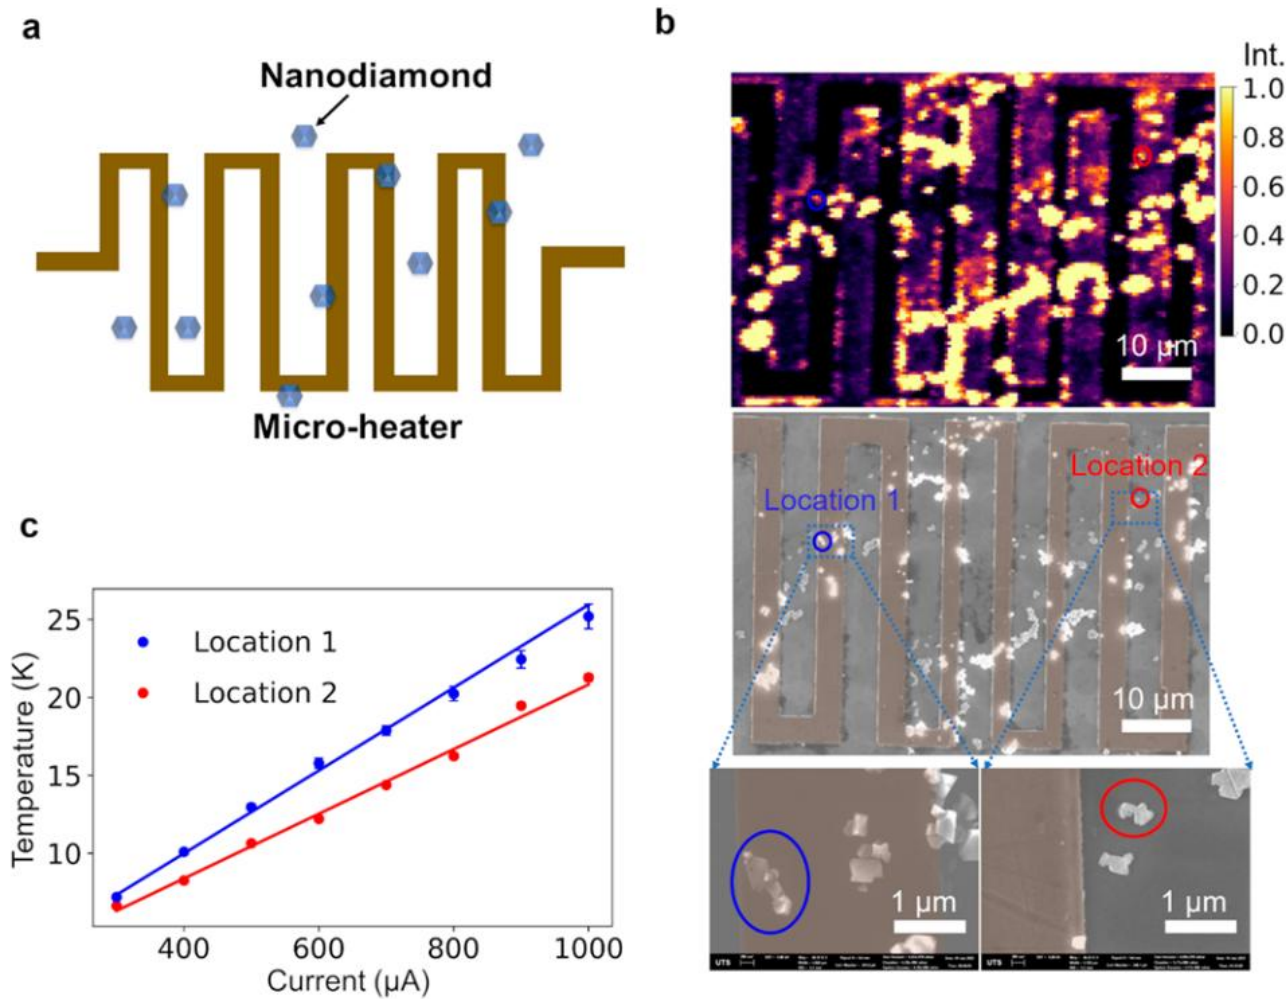 a
Nanodiamond
Micro-heater
b
Int.
1.0
0.8
0.6
0.4
0.2
0.0
10 μm
Location 1
Location 2
10 μm
1 μm
1 μm
UTS
UTS
c
Temperature (K)
25
20
15
10
Location 1
Location 2
400
600
800
1000
Current (μA)